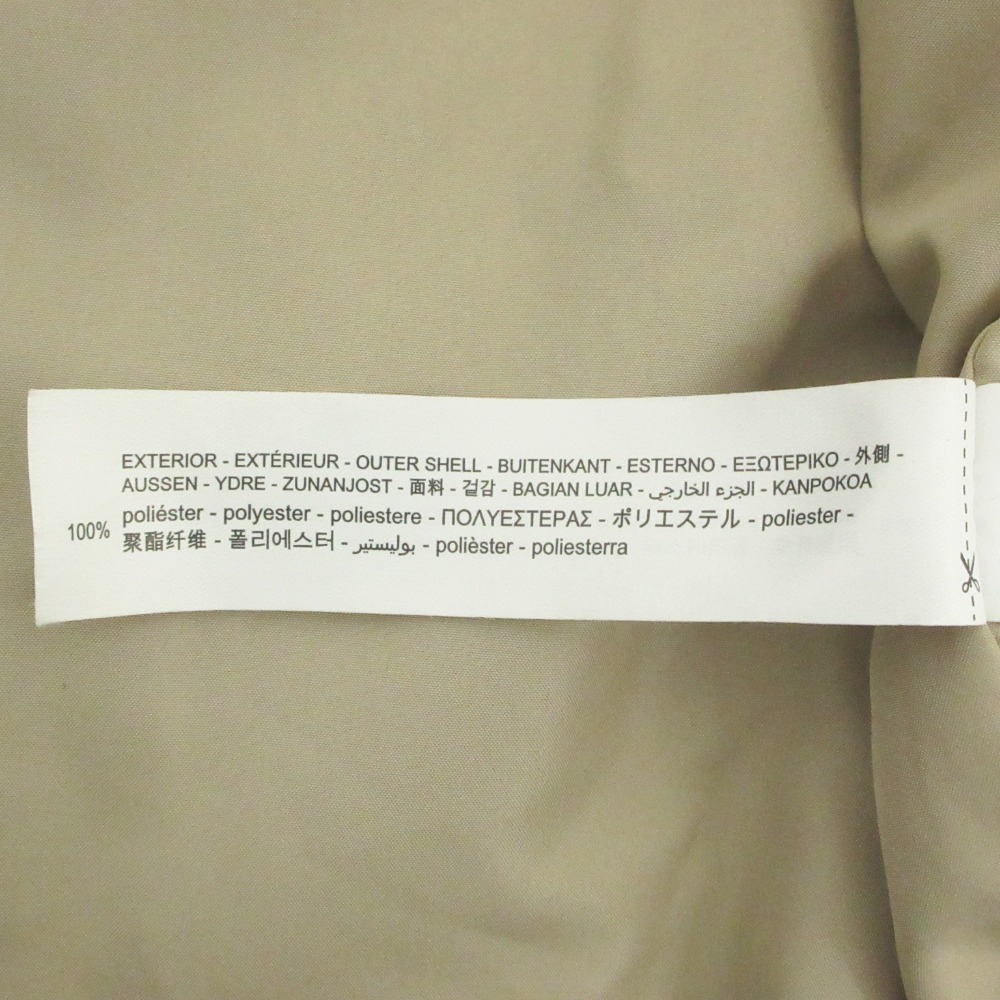 EXTERIOR - EXTÉRIEUR - OUTER SHELL - BUITENKANT - ESTERNO - ΕΞΩΤΕΡΙΚΟ - 外側 -
AUSSEN - YDRE - ZUNANJOST - 面料 - 겉감 - BAGIAN LUAR - الجزء الخارجي - KANPOKOA
100% poliéster - polyester - poliestere - ΠΟΛΥΕΣΤΕΡΑΣ - ポリエステル - poliester -
聚酯纤维 - 폴리에스터 - بوليستير - polièster - poliesterra